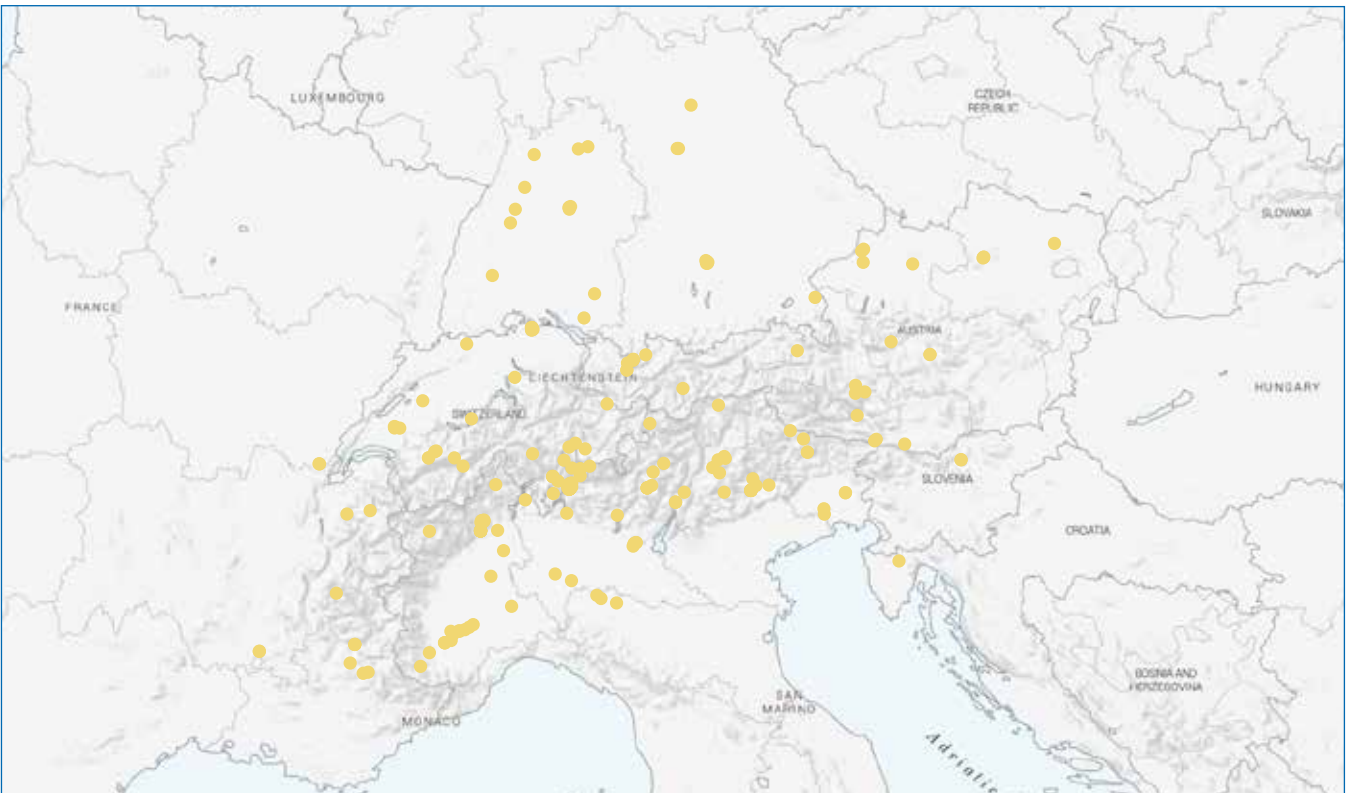 LUXEMBOURG
CZECH
REPUBLIC
SLOVAKIA
FRANCE
AUSTRIA
LIECHTENSTEIN
HUNGARY
SWITZERLAND
SLOVENIA
CROATIA
BOSNIA AND
HERZEGOVINA
SAN
MARINO
MONACO
Adriatic